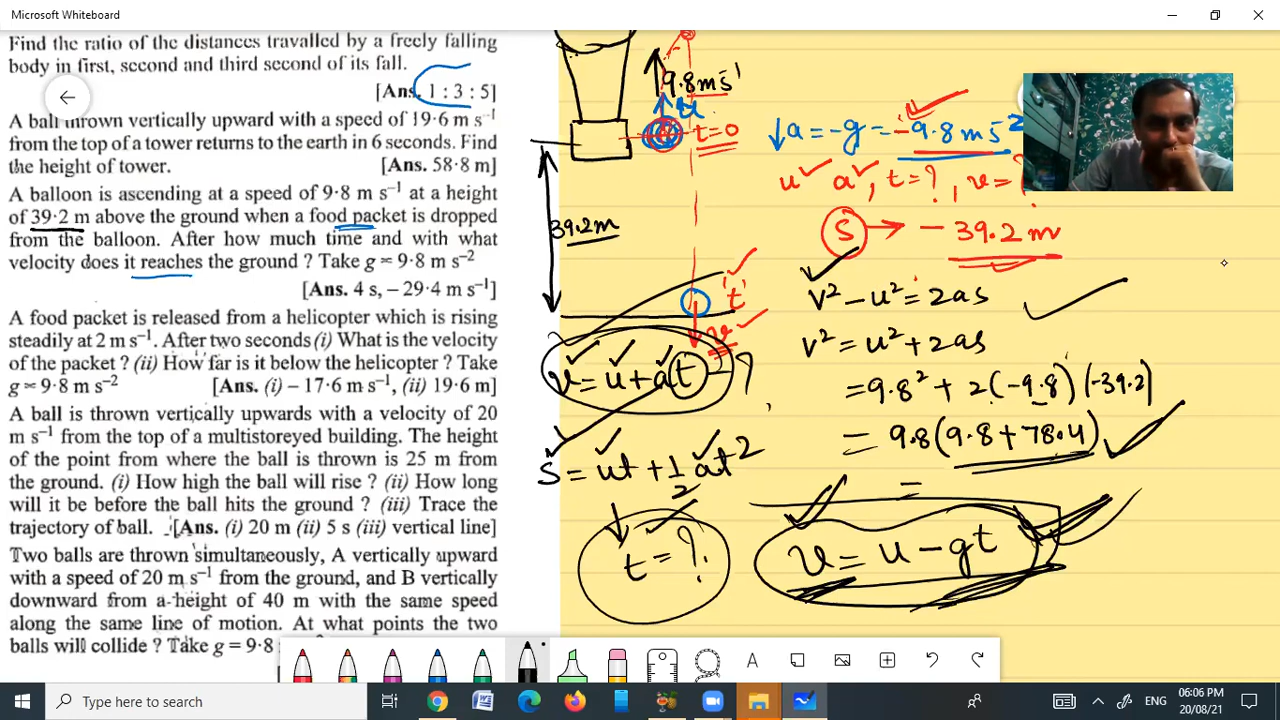 Microsoft Whiteboard
Find the ratio of the distances travelled by a freely falling
body in first, second and third second of its fall.
[Ans. 1 : 3 : 5]
A ball thrown vertically upward with a speed of 19·6 m s⁻¹
from the top of a tower returns to the earth in 6 seconds. Find
the height of tower. [Ans. 58·8 m]
A balloon is ascending at a speed of 9·8 m s⁻¹ at a height
of 39·2 m above the ground when a food packet is dropped
from the balloon. After how much time and with what
velocity does it reaches the ground ? Take g = 9·8 m s⁻²
[Ans. 4 s, – 29·4 m s⁻¹]
A food packet is released from a helicopter which is rising
steadily at 2 m s⁻¹. After two seconds (i) What is the velocity
of the packet ? (ii) How far is it below the helicopter ? Take
g = 9·8 m s⁻² [Ans. (i) – 17·6 m s⁻¹, (ii) 19·6 m]
A ball is thrown vertically upwards with a velocity of 20
m s⁻¹ from the top of a multistoreyed building. The height
of the point from where the ball is thrown is 25 m from
the ground. (i) How high the ball will rise ? (ii) How long
will it be before the ball hits the ground ? (iii) Trace the
trajectory of ball. [Ans. (i) 20 m (ii) 5 s (iii) vertical line]
Two balls are thrown simultaneously, A vertically upward
with a speed of 20 m s⁻¹ from the ground, and B vertically
downward from a height of 40 m with the same speed
along the same line of motion. At what points the two
balls will collide ? Take g = 9·8
9.8 ms⁻¹
u
t=0
39.2m
't'
v
↓a = -g = -9.8 ms⁻²
u a, t = ? , v = ?
S → - 39.2 m
v² - u² = 2as
v² = u² + 2as
= 9.8² + 2(-9.8)(-39.2)
= 9.8(9.8 + 78.4)
=
v = u + at - ?
s = ut + 1/2 at²
t = ?
v = u - gt
A
Type here to search
ENG
06:06 PM
20/08/21